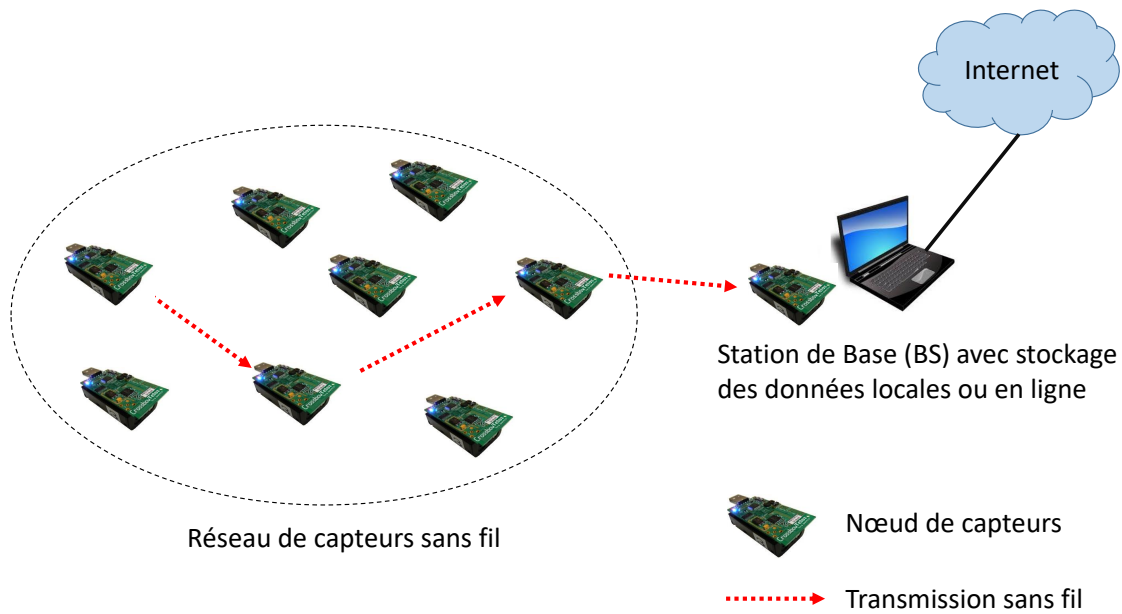 Internet
Station de Base (BS) avec stockage
des données locales ou en ligne
Réseau de capteurs sans fil
Nœud de capteurs
Transmission sans fil